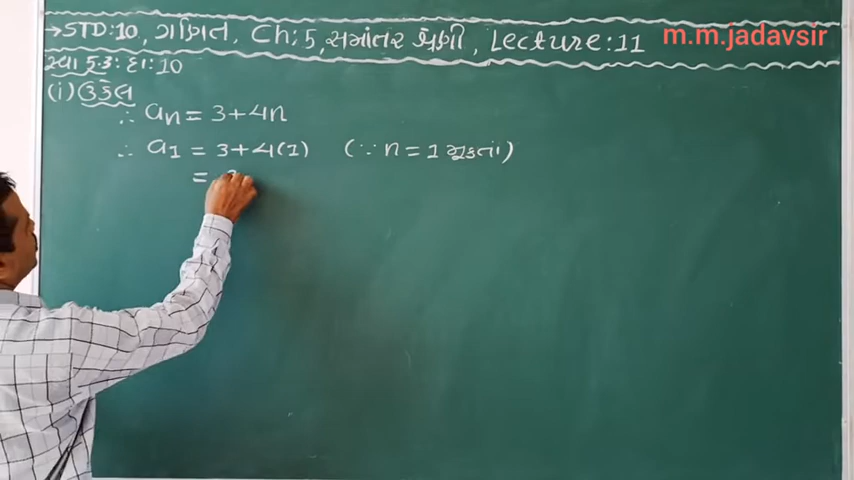 →STD:10, ગણિત, Ch:5, સમાંતર શ્રેણી, Lecture:11
m.m.jadavsir
સ્વા 5.3: દા:10
(i) ઉકેલ
∴ an = 3+4n
∴ a1 = 3+4(1) (∵ n = 1 મુકતાં)
=